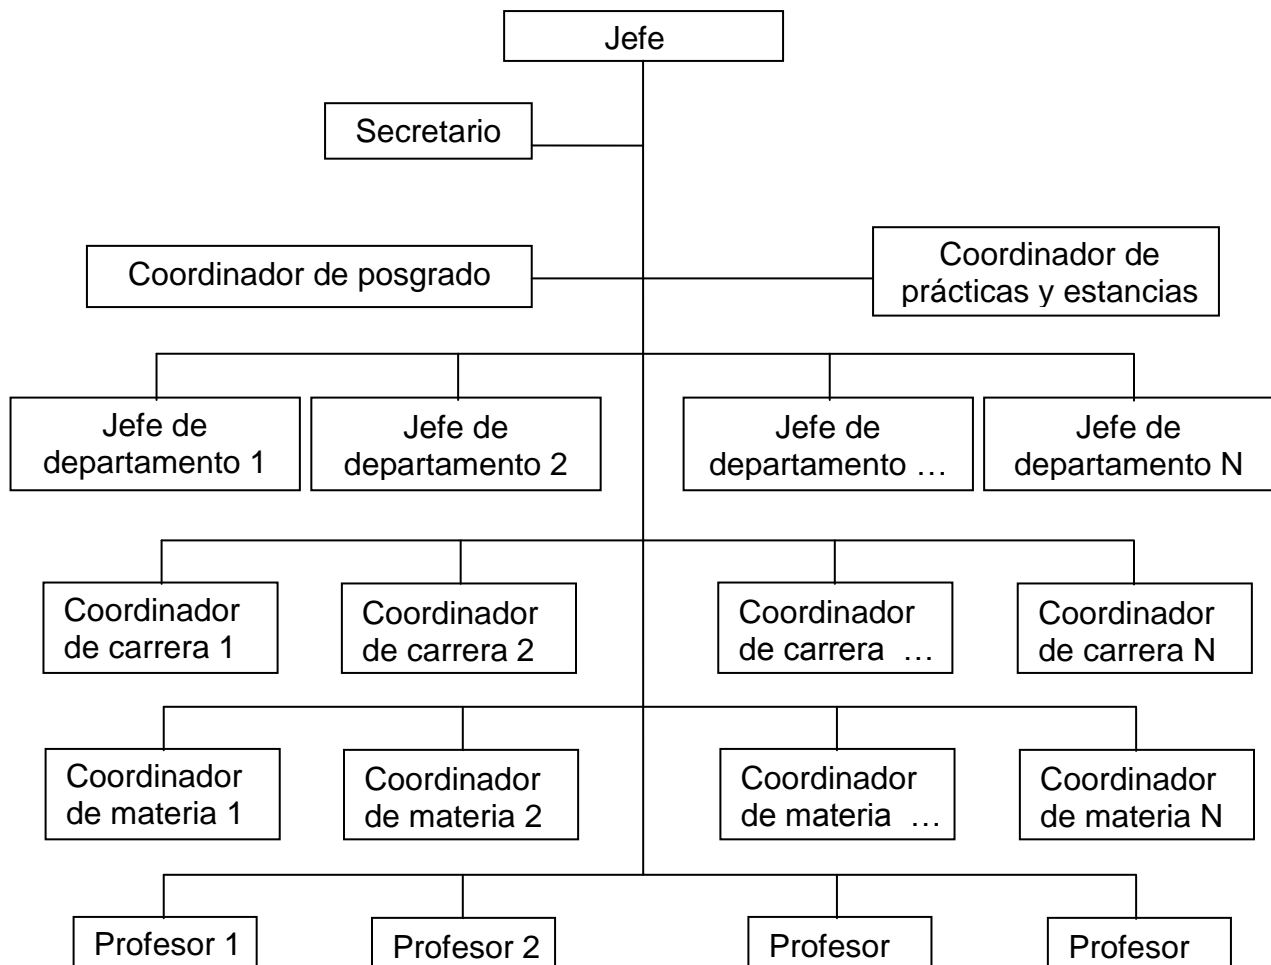 Jefe
Secretario
Coordinador de posgrado
Coordinador de
prácticas y estancias
Jefe de
departamento 1
Jefe de
departamento 2
Jefe de
departamento …
Jefe de
departamento N
Coordinador
de carrera 1
Coordinador
de carrera 2
Coordinador
de carrera …
Coordinador
de carrera N
Coordinador
de materia 1
Coordinador
de materia 2
Coordinador
de materia …
Coordinador
de materia N
Profesor 1
Profesor 2
Profesor
Profesor